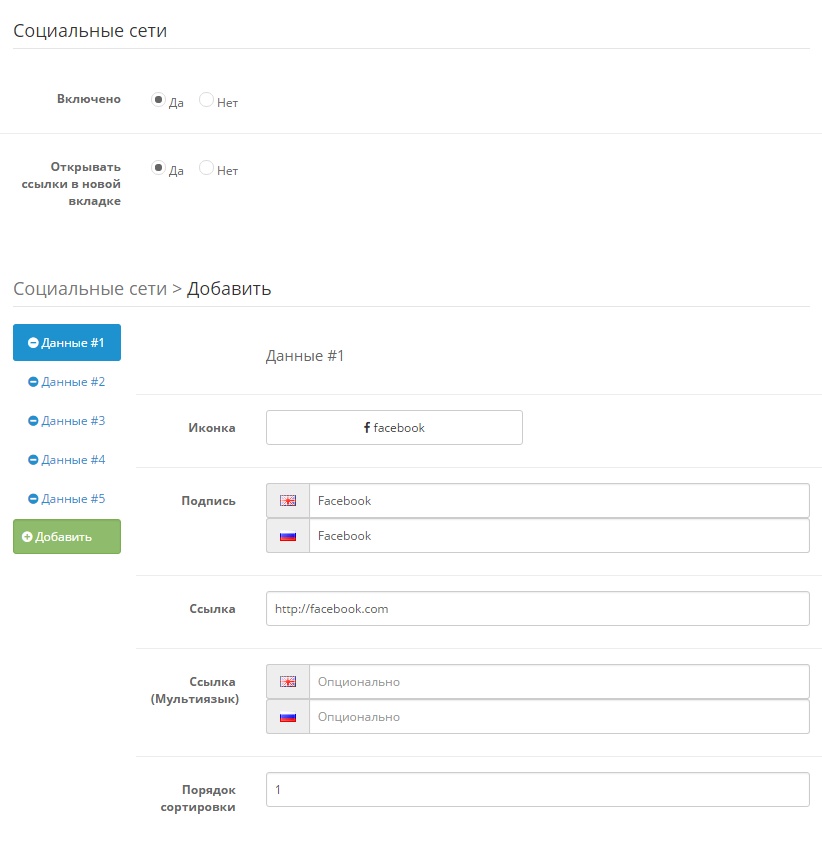 Социальные сети
Включено
Да Нет
Открывать
ссылки в новой
вкладке
Да Нет
Социальные сети > Добавить
Данные #1
Данные #2
Данные #3
Данные #4
Данные #5
Добавить
Данные #1
Иконка
facebook
Подпись
Facebook
Facebook
Ссылка
http://facebook.com
Ссылка
(Мультиязык)
Опционально
Опционально
Порядок
сортировки
1